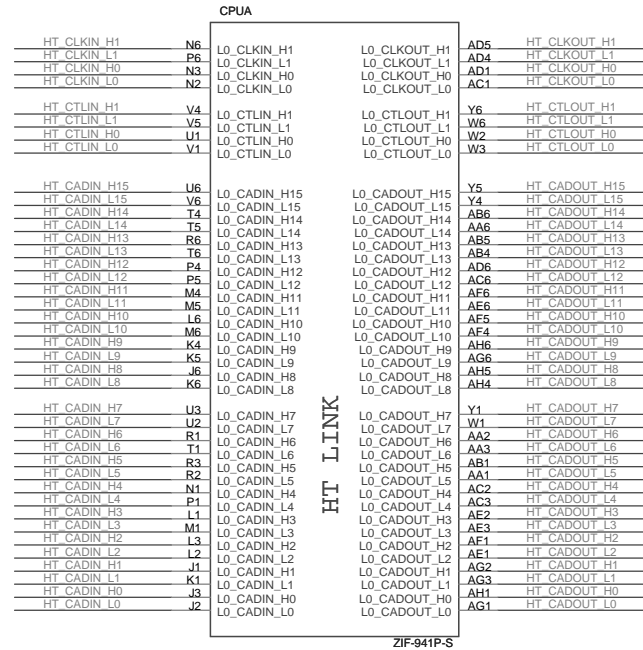 CPUA
HT_CLKIN_H1 N6 L0_CLKIN_H1 L0_CLKOUT_H1 AD5 HT_CLKOUT_H1
HT_CLKIN_L1 P6 L0_CLKIN_L1 L0_CLKOUT_L1 AD4 HT_CLKOUT_L1
HT_CLKIN_H0 N3 L0_CLKIN_H0 L0_CLKOUT_H0 AD1 HT_CLKOUT_H0
HT_CLKIN_L0 N2 L0_CLKIN_L0 L0_CLKOUT_L0 AC1 HT_CLKOUT_L0
HT_CTLIN_H1 V4 L0_CTLIN_H1 L0_CTLOUT_H1 Y6 HT_CTLOUT_H1
HT_CTLIN_L1 V5 L0_CTLIN_L1 L0_CTLOUT_L1 W6 HT_CTLOUT_L1
HT_CTLIN_H0 U1 L0_CTLIN_H0 L0_CTLOUT_H0 W2 HT_CTLOUT_H0
HT_CTLIN_L0 V1 L0_CTLIN_L0 L0_CTLOUT_L0 W3 HT_CTLOUT_L0
HT_CADIN_H15 U6 L0_CADIN_H15 L0_CADOUT_H15 Y5 HT_CADOUT_H15
HT_CADIN_L15 V6 L0_CADIN_L15 L0_CADOUT_L15 Y4 HT_CADOUT_L15
HT_CADIN_H14 T4 L0_CADIN_H14 L0_CADOUT_H14 AB6 HT_CADOUT_H14
HT_CADIN_L14 T5 L0_CADIN_L14 L0_CADOUT_L14 AA6 HT_CADOUT_L14
HT_CADIN_H13 R6 L0_CADIN_H13 L0_CADOUT_H13 AB5 HT_CADOUT_H13
HT_CADIN_L13 T6 L0_CADIN_L13 L0_CADOUT_L13 AB4 HT_CADOUT_L13
HT_CADIN_H12 P4 L0_CADIN_H12 L0_CADOUT_H12 AD6 HT_CADOUT_H12
HT_CADIN_L12 P5 L0_CADIN_L12 L0_CADOUT_L12 AC6 HT_CADOUT_L12
HT_CADIN_H11 M4 L0_CADIN_H11 L0_CADOUT_H11 AF6 HT_CADOUT_H11
HT_CADIN_L11 M5 L0_CADIN_L11 L0_CADOUT_L11 AE6 HT_CADOUT_L11
HT_CADIN_H10 L6 L0_CADIN_H10 L0_CADOUT_H10 AF5 HT_CADOUT_H10
HT_CADIN_L10 M6 L0_CADIN_L10 L0_CADOUT_L10 AF4 HT_CADOUT_L10
HT_CADIN_H9 K4 L0_CADIN_H9 L0_CADOUT_H9 AH6 HT_CADOUT_H9
HT_CADIN_L9 K5 L0_CADIN_L9 L0_CADOUT_L9 AG6 HT_CADOUT_L9
HT_CADIN_H8 J6 L0_CADIN_H8 L0_CADOUT_H8 AH5 HT_CADOUT_H8
HT_CADIN_L8 K6 L0_CADIN_L8 L0_CADOUT_L8 AH4 HT_CADOUT_L8
HT_CADIN_H7 U3 L0_CADIN_H7 L0_CADOUT_H7 Y1 HT_CADOUT_H7
HT_CADIN_L7 U2 L0_CADIN_L7 L0_CADOUT_L7 W1 HT_CADOUT_L7
HT_CADIN_H6 R1 L0_CADIN_H6 L0_CADOUT_H6 AA2 HT_CADOUT_H6
HT_CADIN_L6 T1 L0_CADIN_L6 L0_CADOUT_L6 AA3 HT_CADOUT_L6
HT_CADIN_H5 R3 L0_CADIN_H5 L0_CADOUT_H5 AB1 HT_CADOUT_H5
HT_CADIN_L5 R2 L0_CADIN_L5 L0_CADOUT_L5 AA1 HT_CADOUT_L5
HT_CADIN_H4 N1 L0_CADIN_H4 L0_CADOUT_H4 AC2 HT_CADOUT_H4
HT_CADIN_L4 P1 L0_CADIN_L4 L0_CADOUT_L4 AC3 HT_CADOUT_L4
HT_CADIN_H3 L1 L0_CADIN_H3 L0_CADOUT_H3 AE2 HT_CADOUT_H3
HT_CADIN_L3 M1 L0_CADIN_L3 L0_CADOUT_L3 AE3 HT_CADOUT_L3
HT_CADIN_H2 L3 L0_CADIN_H2 L0_CADOUT_H2 AF1 HT_CADOUT_H2
HT_CADIN_L2 L2 L0_CADIN_L2 L0_CADOUT_L2 AE1 HT_CADOUT_L2
HT_CADIN_H1 J1 L0_CADIN_H1 L0_CADOUT_H1 AG2 HT_CADOUT_H1
HT_CADIN_L1 K1 L0_CADIN_L1 L0_CADOUT_L1 AG3 HT_CADOUT_L1
HT_CADIN_H0 J3 L0_CADIN_H0 L0_CADOUT_H0 AH1 HT_CADOUT_H0
HT_CADIN_L0 J2 L0_CADIN_L0 L0_CADOUT_L0 AG1 HT_CADOUT_L0
HT LINK
ZIF-941P-S